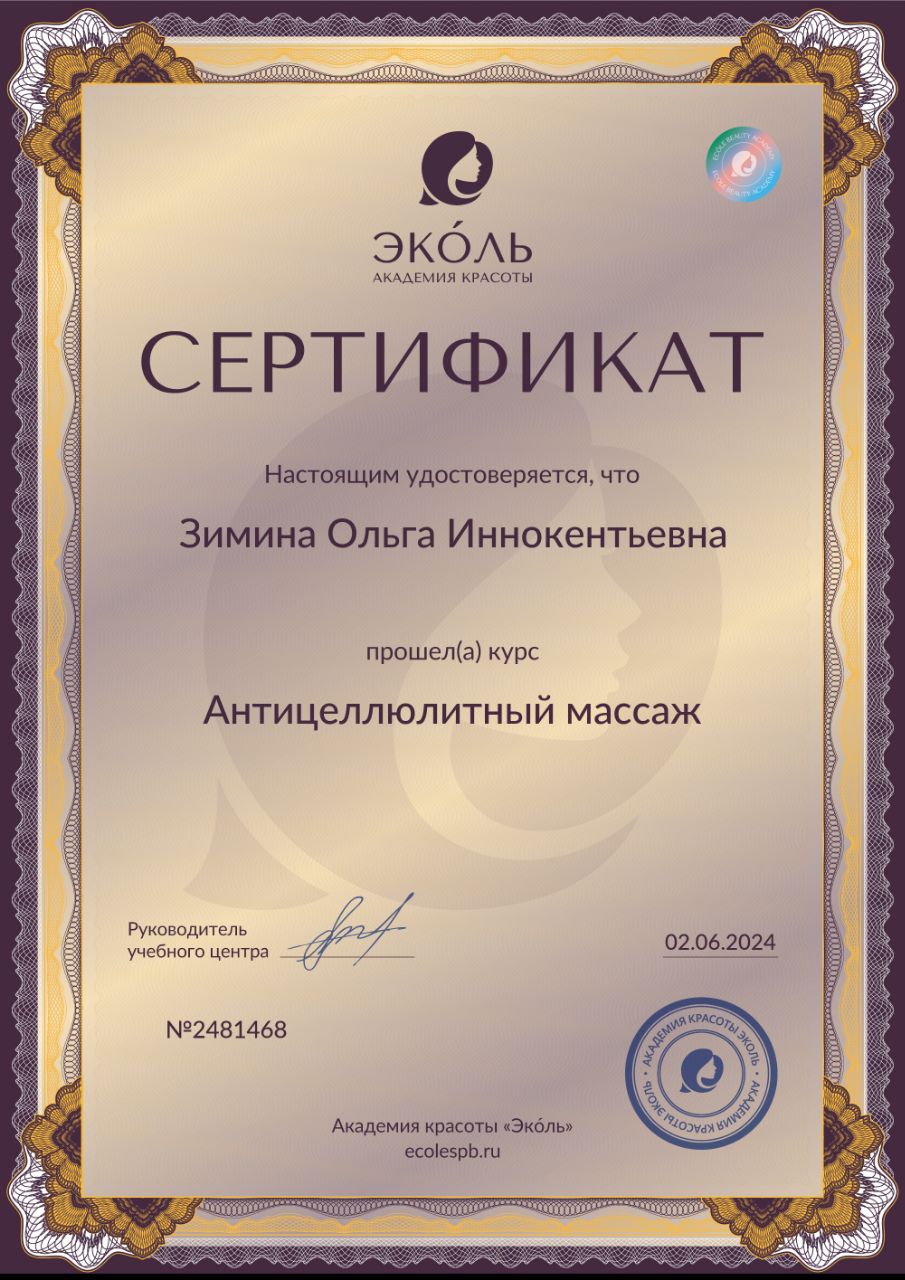 ЭКО́ЛЬ
АКАДЕМИЯ КРАСОТЫ
ECOLE BEAUTY ACADEMY
ECOLE BEAUTY ACADEMY
СЕРТИФИКАТ
Настоящим удостоверяется, что
Зимина Ольга Иннокентьевна
прошел(а) курс
Антицеллюлитный массаж
Руководитель
учебного центра
02.06.2024
№2481468
АКАДЕМИЯ КРАСОТЫ ЭКОЛЬ • АКАДЕМИЯ КРАСОТЫ ЭКОЛЬ •
Академия красоты «Эко́ль»
ecolespb.ru